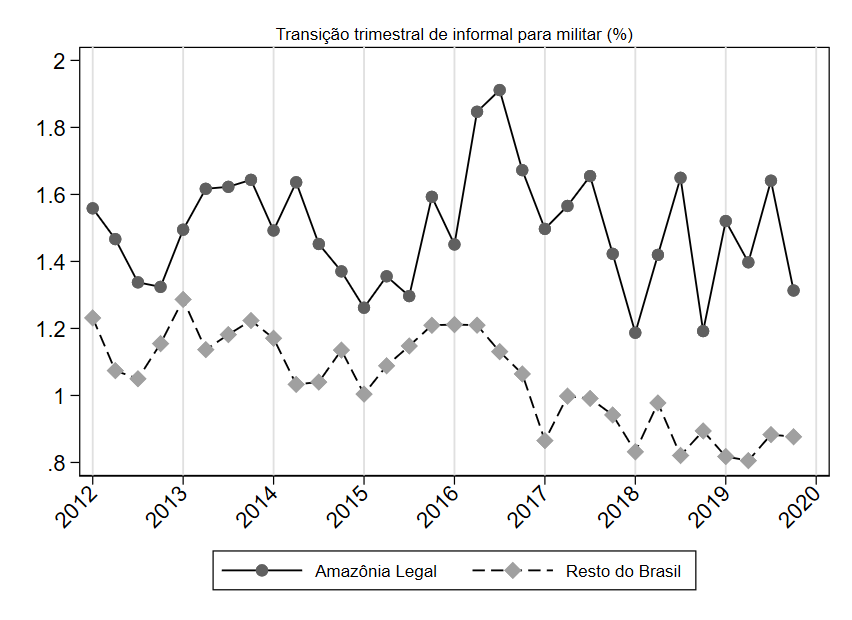 Transição trimestral de informal para militar (%)
2
1.8
1.6
1.4
1.2
1
.8
2012 2013 2014 2015 2016 2017 2018 2019 2020
Amazônia Legal Resto do Brasil